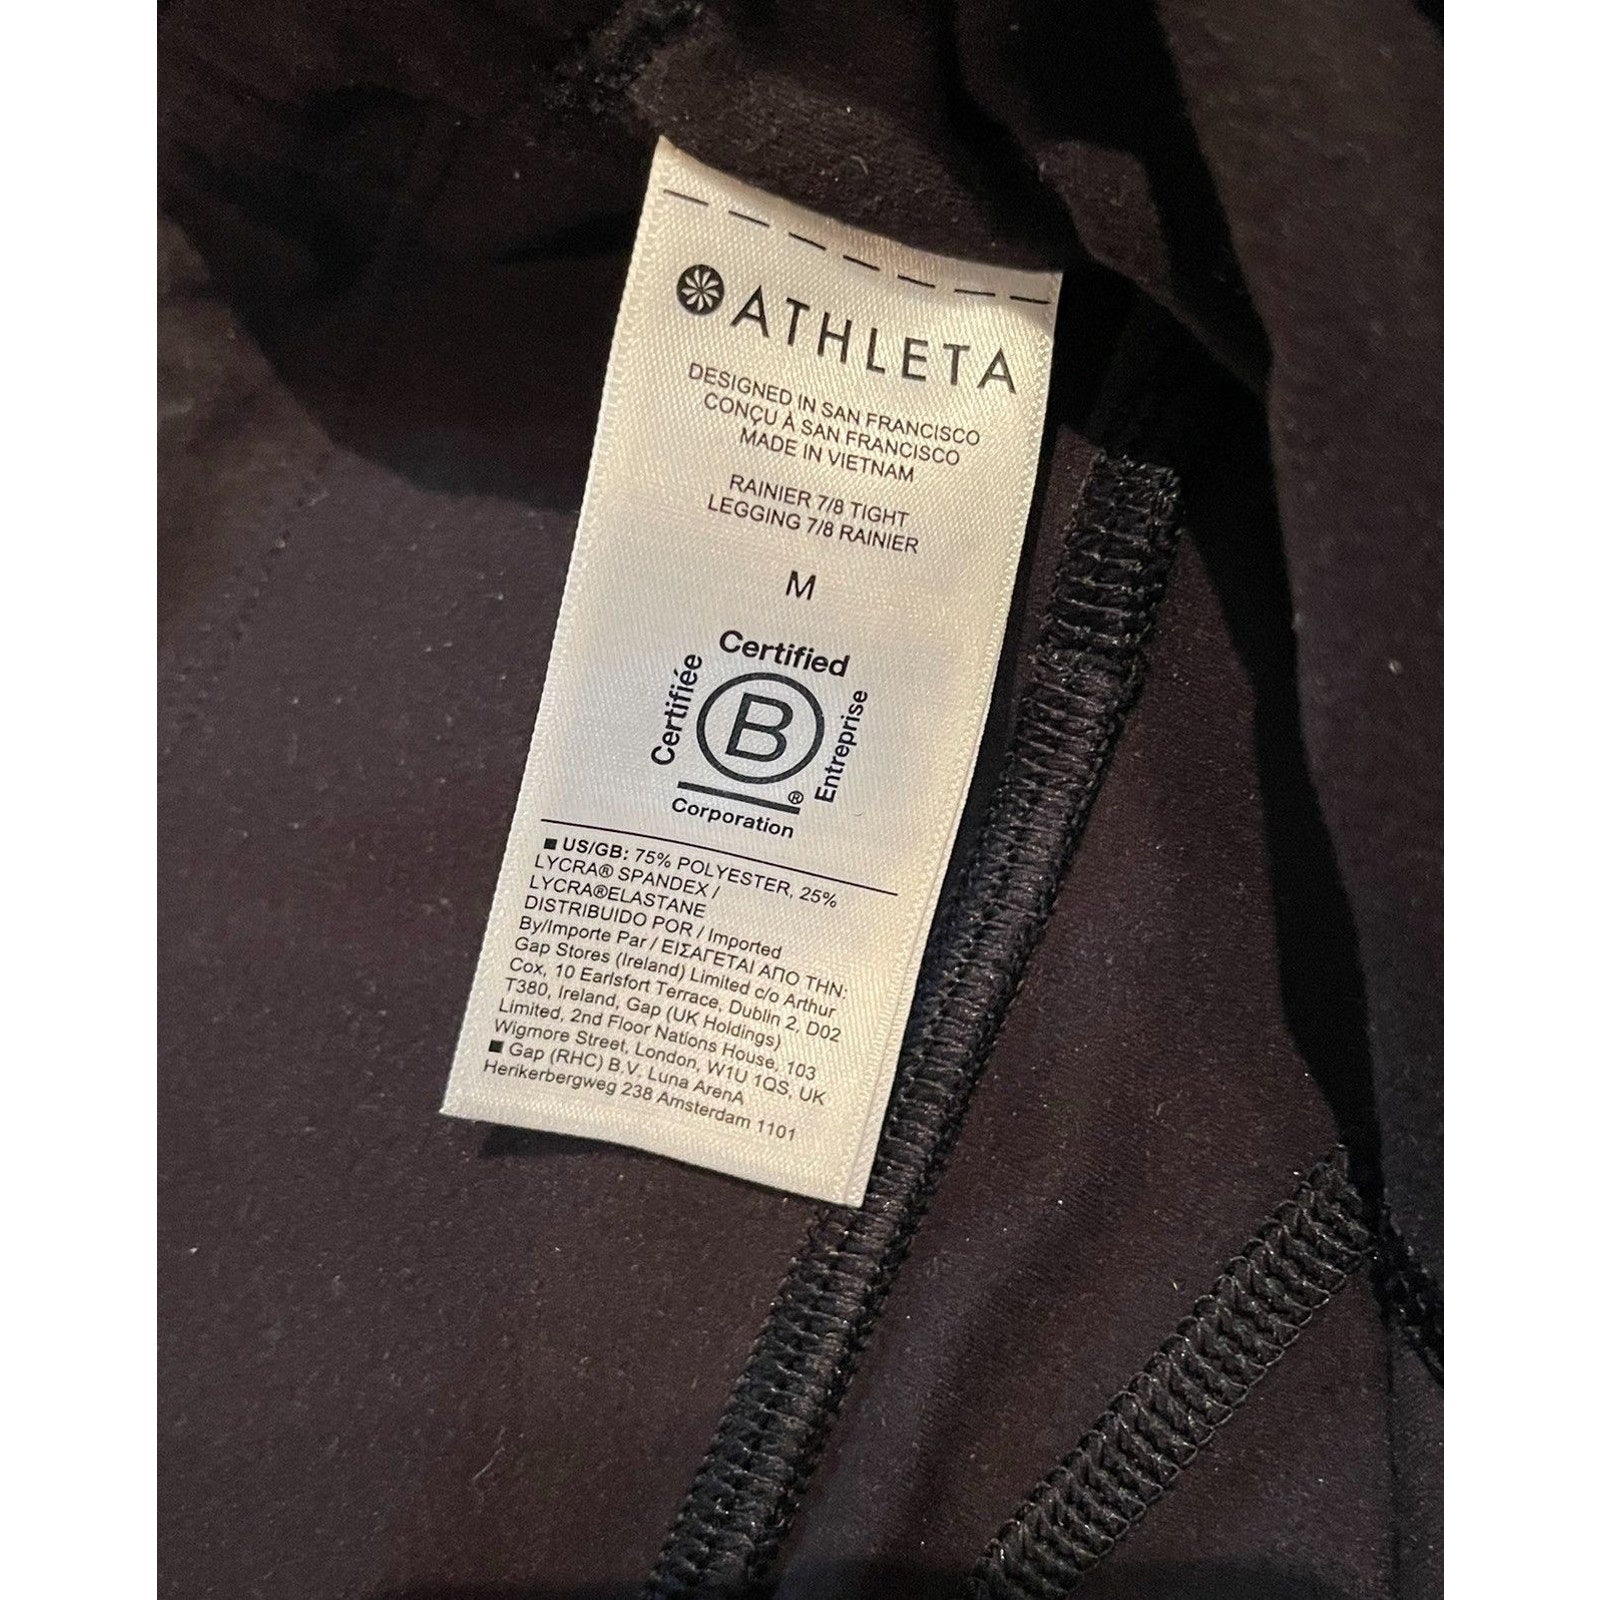 ATHLETA
DESIGNED IN SAN FRANCISCO
CONÇU À SAN FRANCISCO
MADE IN VIETNAM
RAINIER 7/8 TIGHT
LEGGING 7/8 RAINIER
M
Certified
Certifiée
B
Entreprise
®
Corporation
■ US/GB: 75% POLYESTER, 25%
LYCRA® SPANDEX /
LYCRA®ELASTANE
DISTRIBUIDO POR / Imported
By/Importe Par / ΕΙΣΑΓΕΤΑΙ ΑΠΟ ΤΗΝ:
Gap Stores (Ireland) Limited c/o Arthur
Cox, 10 Earlsfort Terrace, Dublin 2, D02
T380, Ireland, Gap (UK Holdings)
Limited, 2nd Floor Nations House, 103
Wigmore Street, London, W1U 1QS, UK
■ Gap (RHC) B.V. Luna ArenA
Herikerbergweg 238 Amsterdam 1101